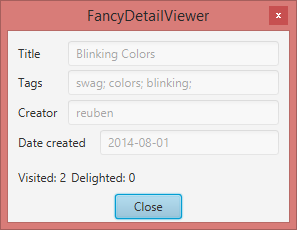 FancyDetailViewer x
Title Blinking Colors
Tags swag; colors; blinking;
Creator reuben
Date created 2014-08-01
Visited: 2 Delighted: 0
Close